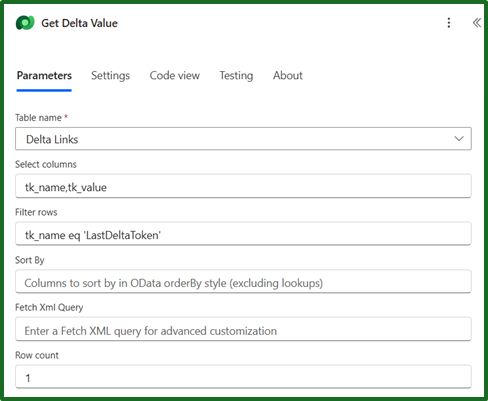 Get Delta Value
Parameters Settings Code view Testing About
Table name *
Delta Links
Select columns
tk_name,tk_value
Filter rows
tk_name eq 'LastDeltaToken'
Sort By
Columns to sort by in OData orderBy style (excluding lookups)
Fetch Xml Query
Enter a Fetch XML query for advanced customization
Row count
1